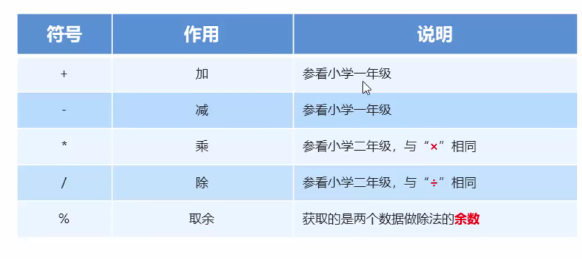 符号 作用 说明
+ 加 参看小学一年级
- 减 参看小学一年级
* 乘 参看小学二年级，与“×”相同
/ 除 参看小学二年级，与“÷”相同
% 取余 获取的是两个数据做除法的余数